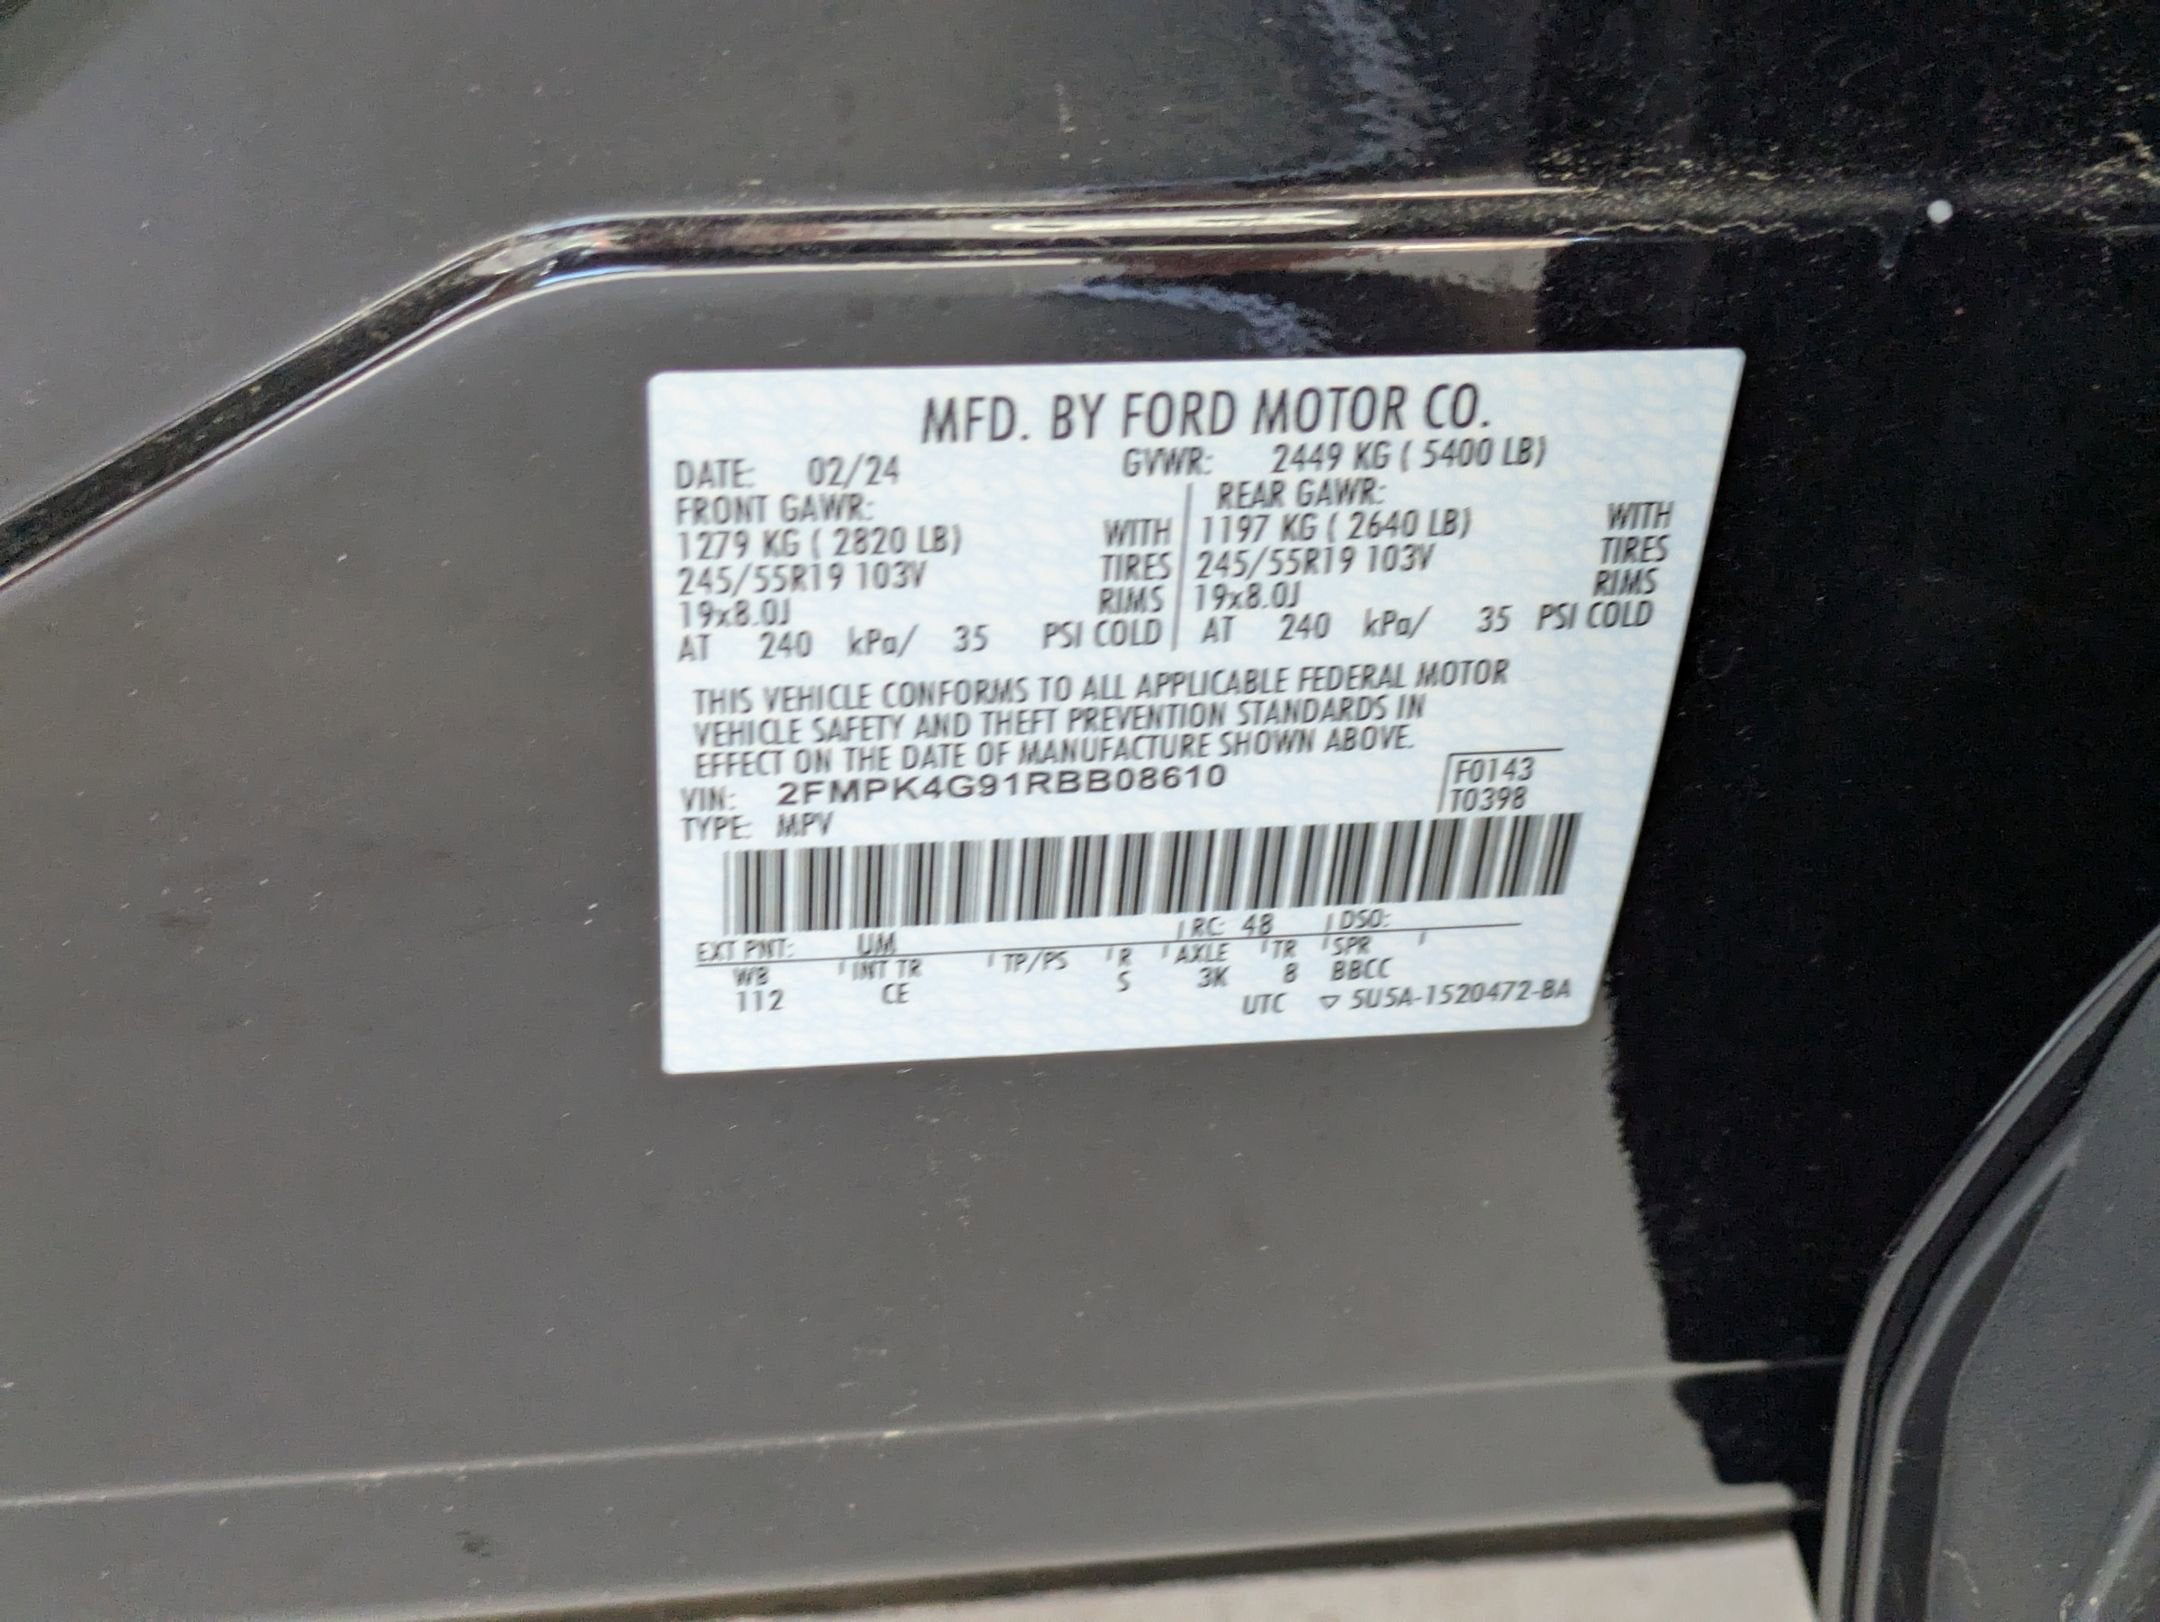 MFD. BY FORD MOTOR CO.
DATE: 02/24 GVWR: 2449 KG ( 5400 LB)
FRONT GAWR: REAR GAWR:
1279 KG ( 2820 LB) WITH 1197 KG ( 2640 LB) WITH
245/55R19 103V TIRES 245/55R19 103V TIRES
19x8.0J RIMS 19x8.0J RIMS
AT 240 kPa/ 35 PSI COLD AT 240 kPa/ 35 PSI COLD
THIS VEHICLE CONFORMS TO ALL APPLICABLE FEDERAL MOTOR
VEHICLE SAFETY AND THEFT PREVENTION STANDARDS IN
EFFECT ON THE DATE OF MANUFACTURE SHOWN ABOVE.
VIN: 2FMPK4G91RBB08610 F0143
TYPE: MPV T0398
EXT PNT: UM RC: 48 DSO:
WB INT TR TP/PS R AXLE TR SPR
112 CE S 3K 8 BBCC
UTC ▽ 5U5A-1520472-BA